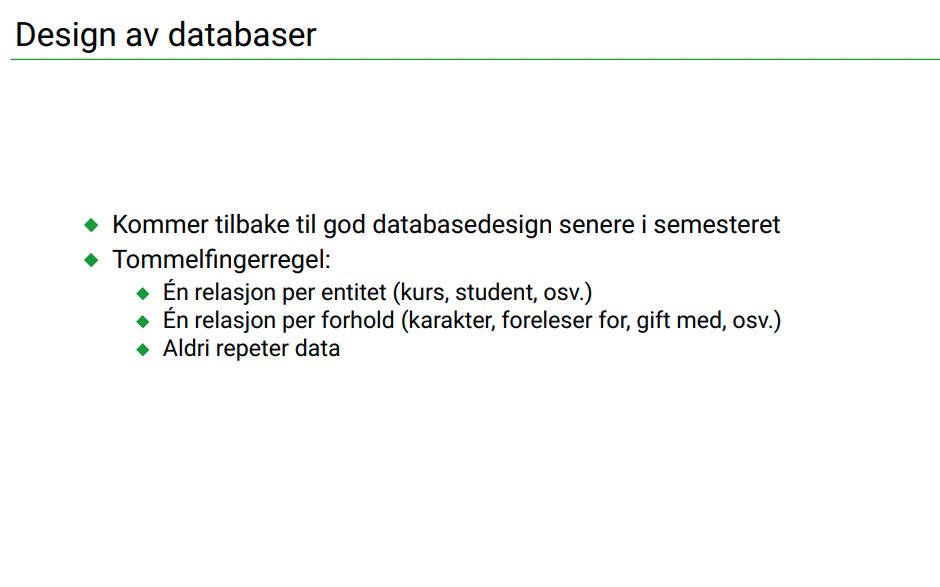 Design av databaser
Kommer tilbake til god databasedesign senere i semesteret
Tommelfingerregel:
Én relasjon per entitet (kurs, student, osv.)
Én relasjon per forhold (karakter, foreleser for, gift med, osv.)
Aldri repeter data